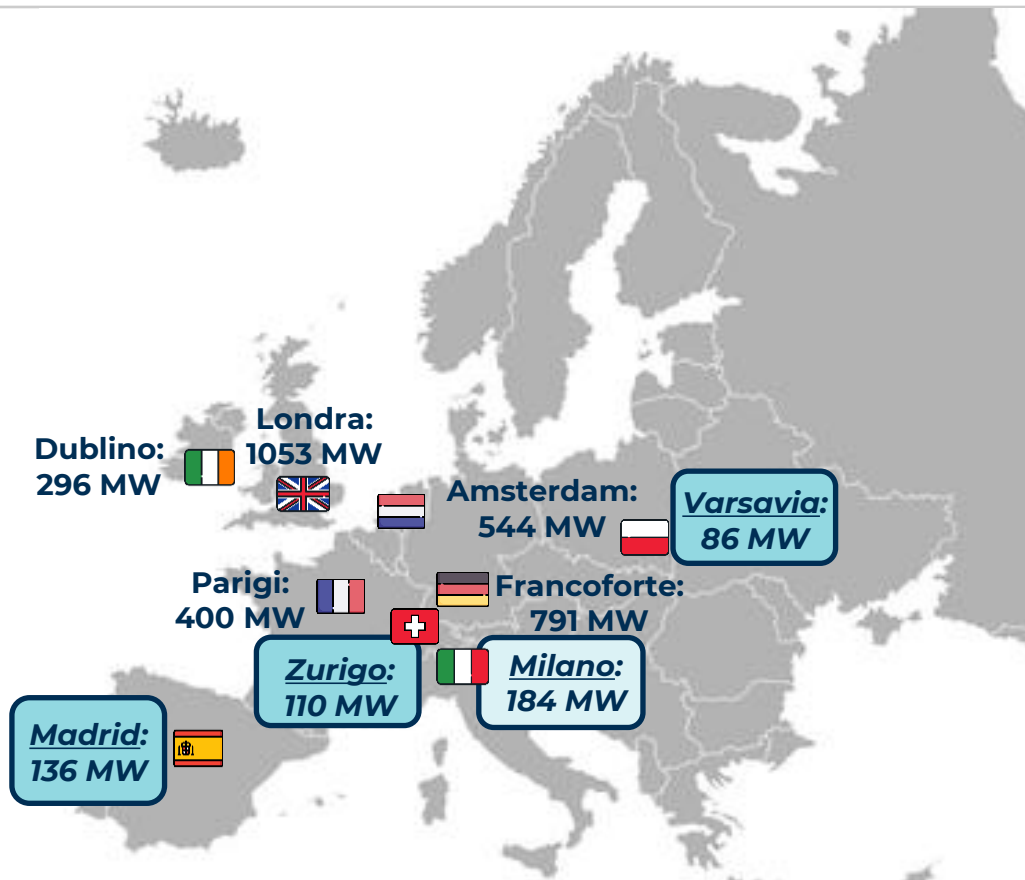 Londra:
1053 MW
Dublino:
296 MW
Amsterdam:
544 MW
Varsavia:
86 MW
Parigi:
400 MW
Francoforte:
791 MW
Zurigo:
110 MW
Milano:
184 MW
Madrid:
136 MW